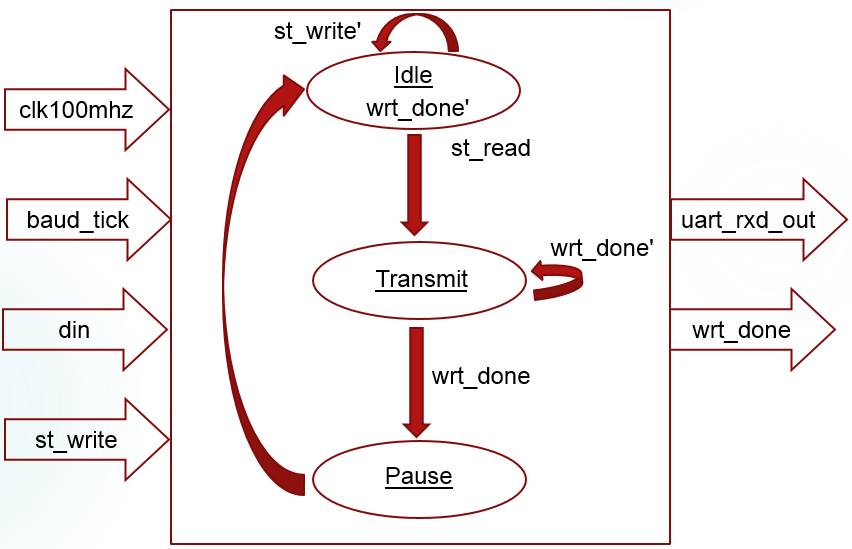 st_write'
Idle
wrt_done'
clk100mhz
st_read
baud_tick
uart_rxd_out
wrt_done'
Transmit
din
wrt_done
wrt_done
st_write
Pause